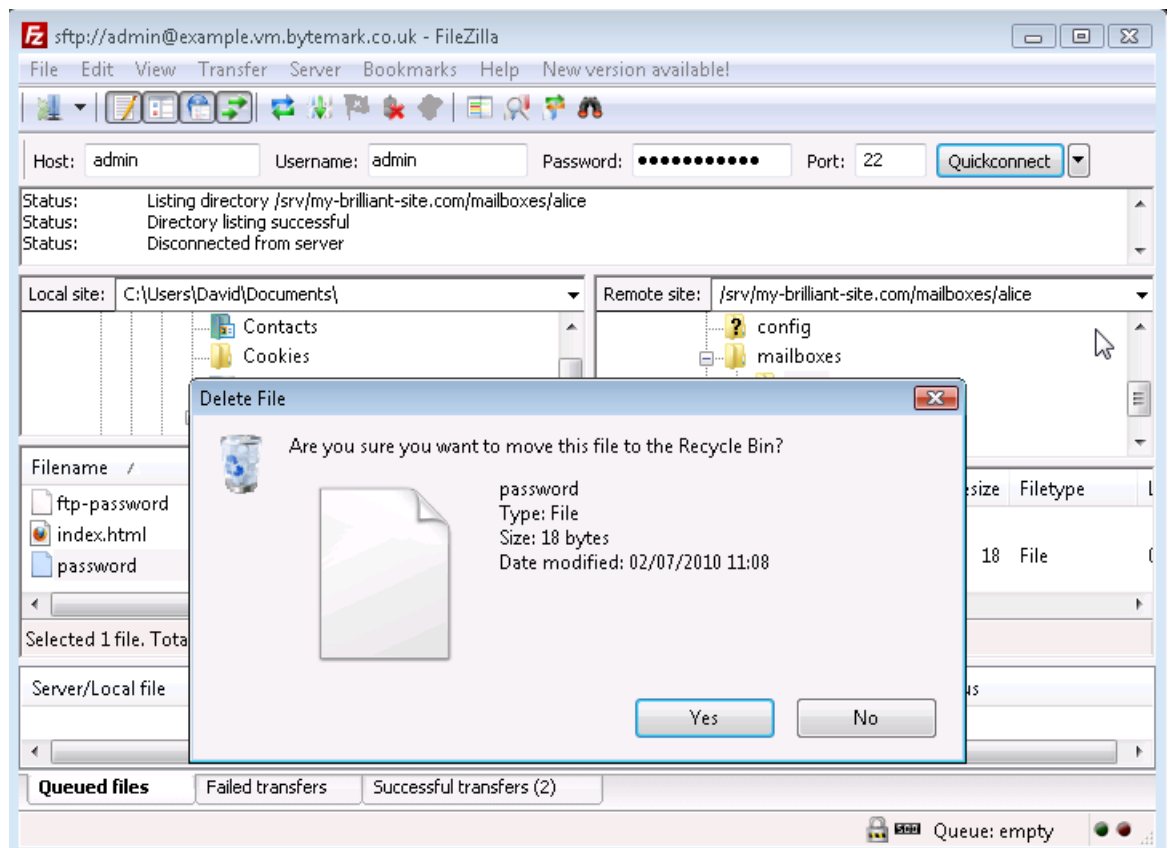 sftp://admin@example.vm.bytemark.co.uk - FileZilla
File Edit View Transfer Server Bookmarks Help New version available!
Host: admin Username: admin Password: ●●●●●●●●●●● Port: 22 Quickconnect
Status: Listing directory /srv/my-brilliant-site.com/mailboxes/alice
Status: Directory listing successful
Status: Disconnected from server
Local site: C:\Users\David\Documents\ Remote site: /srv/my-brilliant-site.com/mailboxes/alice
Contacts ? config
Cookies mailboxes
Delete File
Are you sure you want to move this file to the Recycle Bin?
Filename /
password
Type: File
Size: 18 bytes
Date modified: 02/07/2010 11:08
Filetype
ftp-password
index.html
password 18 File
Selected 1 file.
Server/Local file
Yes No
Queued files Failed transfers Successful transfers (2)
Queue: empty